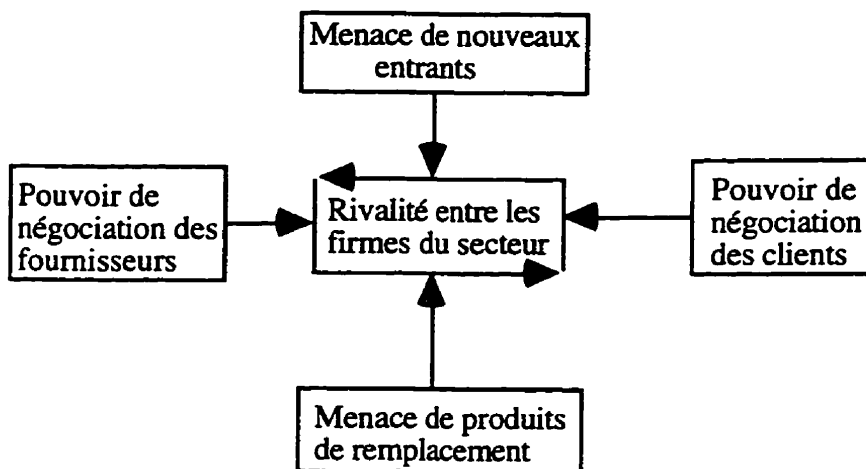 Menace de nouveaux
entrants
Pouvoir de
négociation des
fournisseurs
Rivalité entre les
firmes du secteur
Pouvoir de
négociation
des clients
Menace de produits
de remplacement